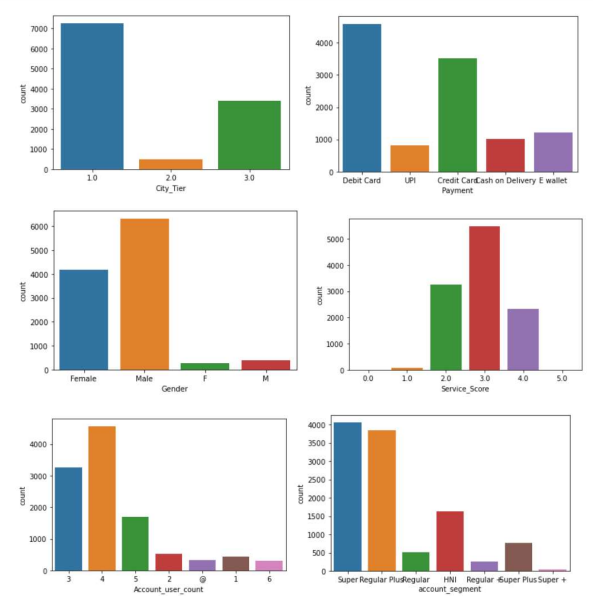 7000
6000
5000
4000
3000
2000
1000
0
count
1.0 2.0 3.0
City_Tier
4000
3000
2000
1000
0
count
Debit Card UPI Credit Card Cash on Delivery E wallet
Payment
6000
5000
4000
3000
2000
1000
0
count
Female Male F M
Gender
5000
4000
3000
2000
1000
0
count
0.0 1.0 2.0 3.0 4.0 5.0
Service_Score
4000
3000
2000
1000
0
count
3 4 5 2 @ 1 6
Account_user_count
4000
3500
3000
2500
2000
1500
1000
500
0
count
Super Regular Plus Regular HNI Regular + Super Plus Super +
account_segment